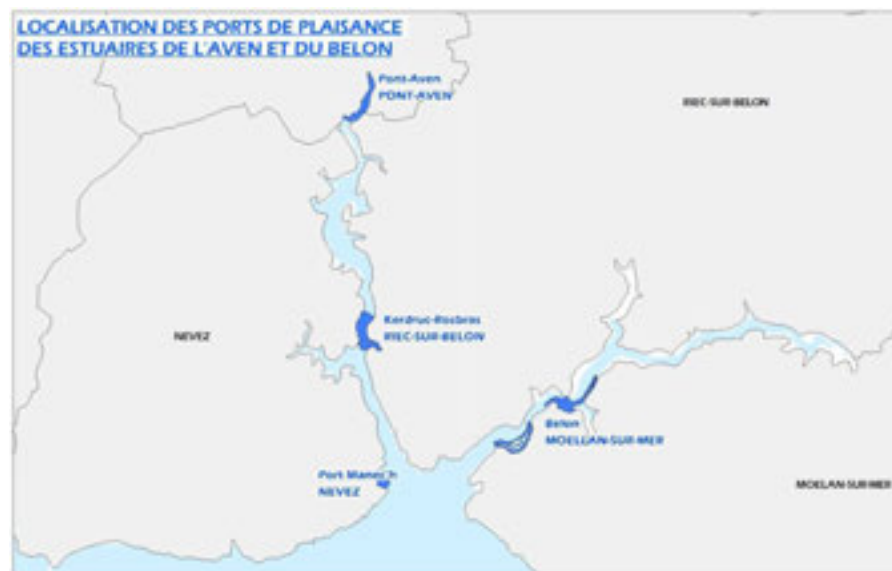 LOCALISATION DES PORTS DE PLAISANCE
DES ESTUAIRES DE L'AVEN ET DU BELON
Pont-Aven
PONT-AVEN
RIEC-SUR-BELON
Kerdruc-Rosbras
RIEC-SUR-BELON
NEVEZ
Belon
MOELLAN-SUR-MER
Port Manec'h
NEVEZ
MOELAN-SUR-MER